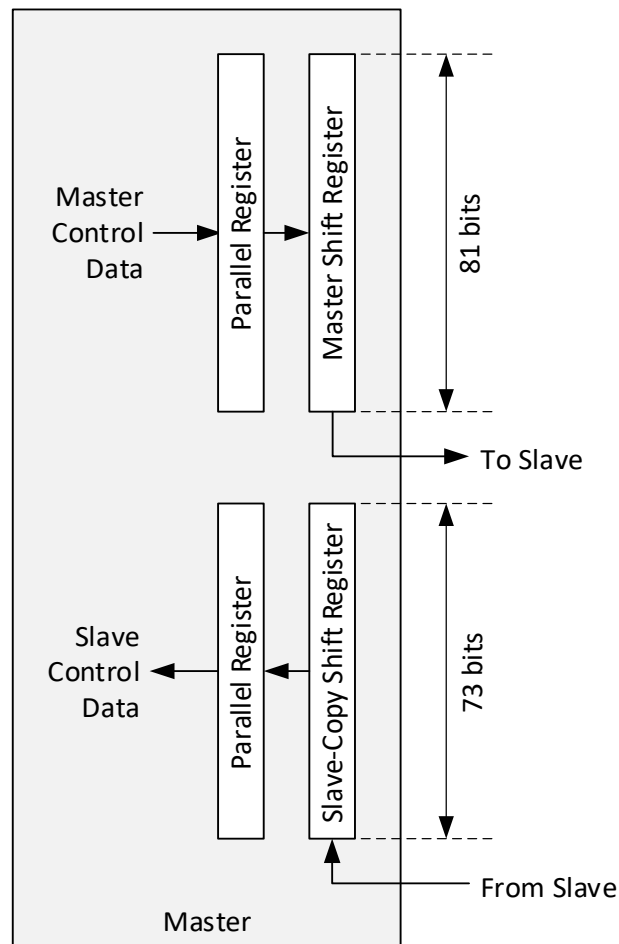 Master
Control
Data
Parallel Register
Master Shift Register
81 bits
To Slave
Slave
Control
Data
Parallel Register
Slave-Copy Shift Register
73 bits
From Slave
Master